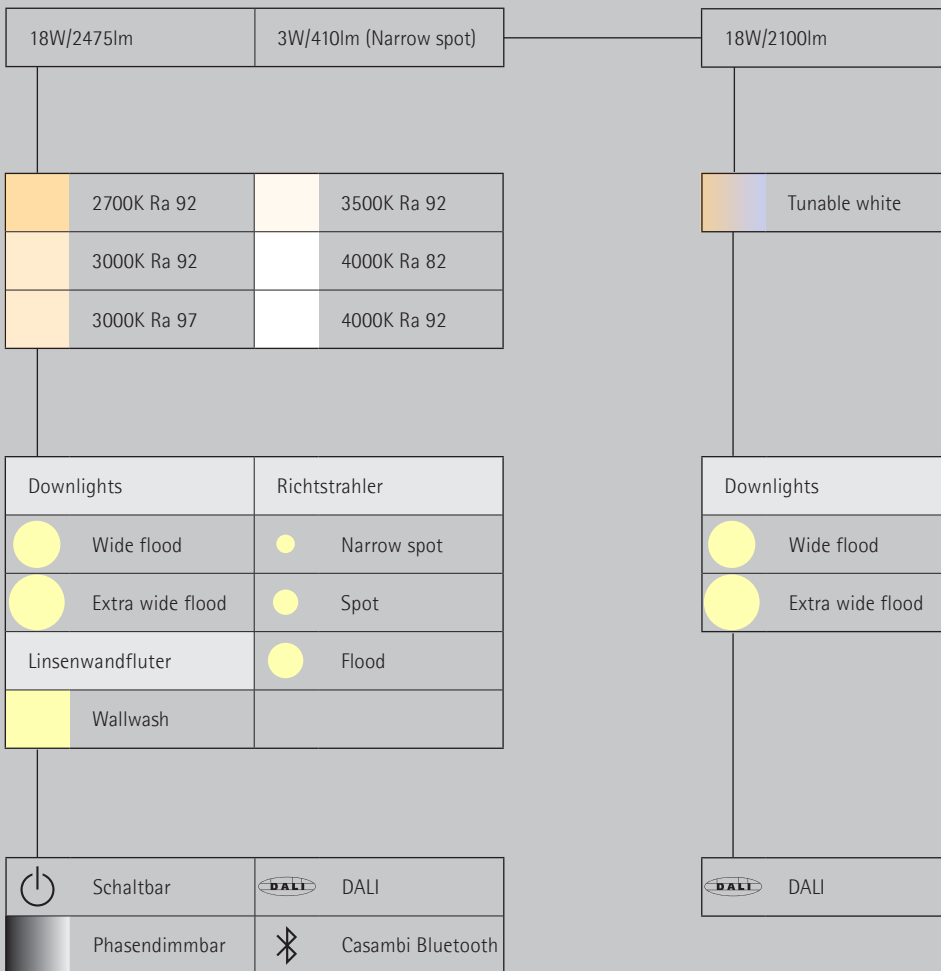 18W/2475lm
3W/410lm (Narrow spot)
18W/2100lm
2700K Ra 92
3500K Ra 92
Tunable white
3000K Ra 92
4000K Ra 82
3000K Ra 97
4000K Ra 92
Downlights
Richtstrahler
Downlights
Wide flood
Narrow spot
Wide flood
Extra wide flood
Spot
Extra wide flood
Linsenwandfluter
Flood
Wallwash
Schaltbar
DALI DALI
DALI DALI
Phasendimmbar
Casambi Bluetooth